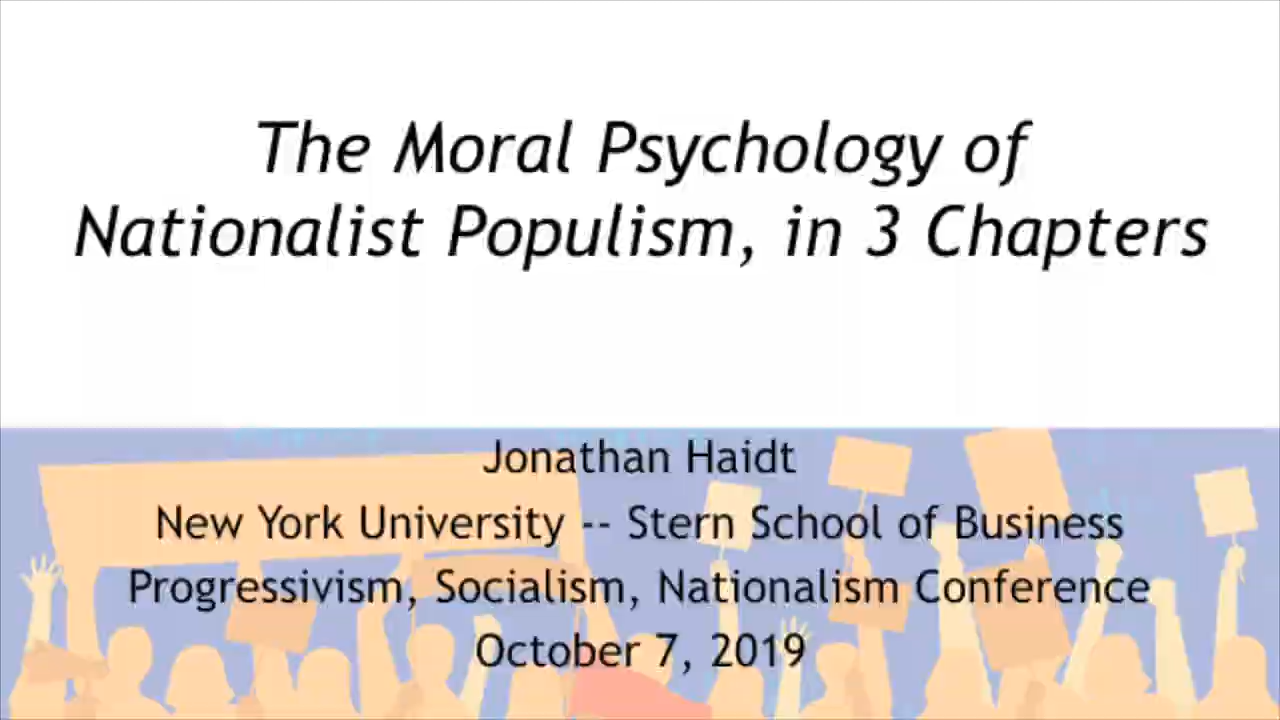 The Moral Psychology of
Nationalist Populism, in 3 Chapters
Jonathan Haidt
New York University -- Stern School of Business
Progressivism, Socialism, Nationalism Conference
October 7, 2019